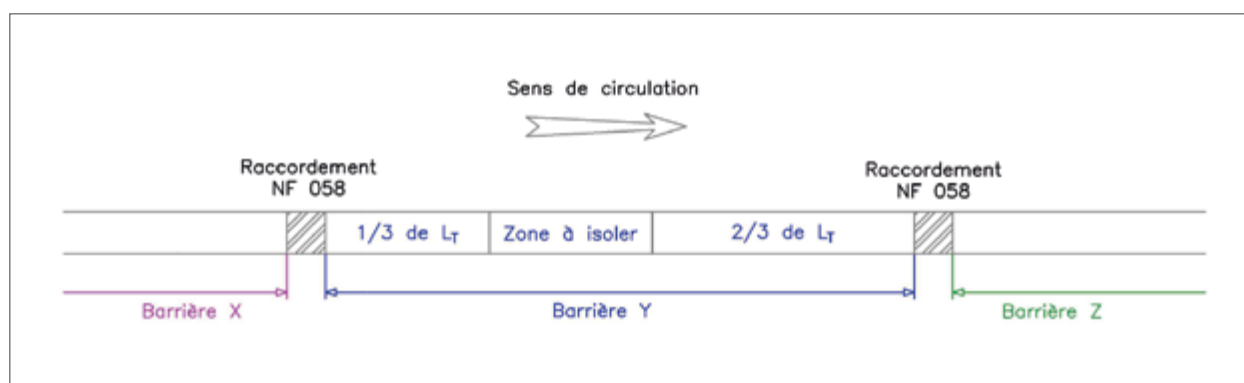 Sens de circulation
Raccordement
NF 058
Raccordement
NF 058
1/3 de LT
Zone à isoler
2/3 de LT
Barrière X
Barrière Y
Barrière Z